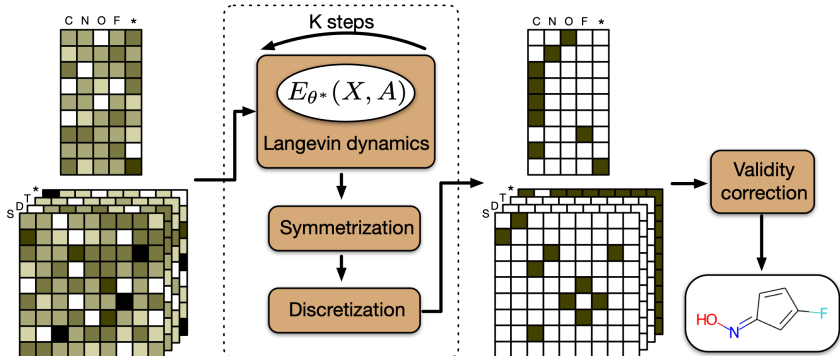 C N O F *
K steps
C N O F *
E_{θ*}(X, A)
Langevin dynamics
Validity
correction
S D T *
S D T *
Symmetrization
Discretization
HO
N
F